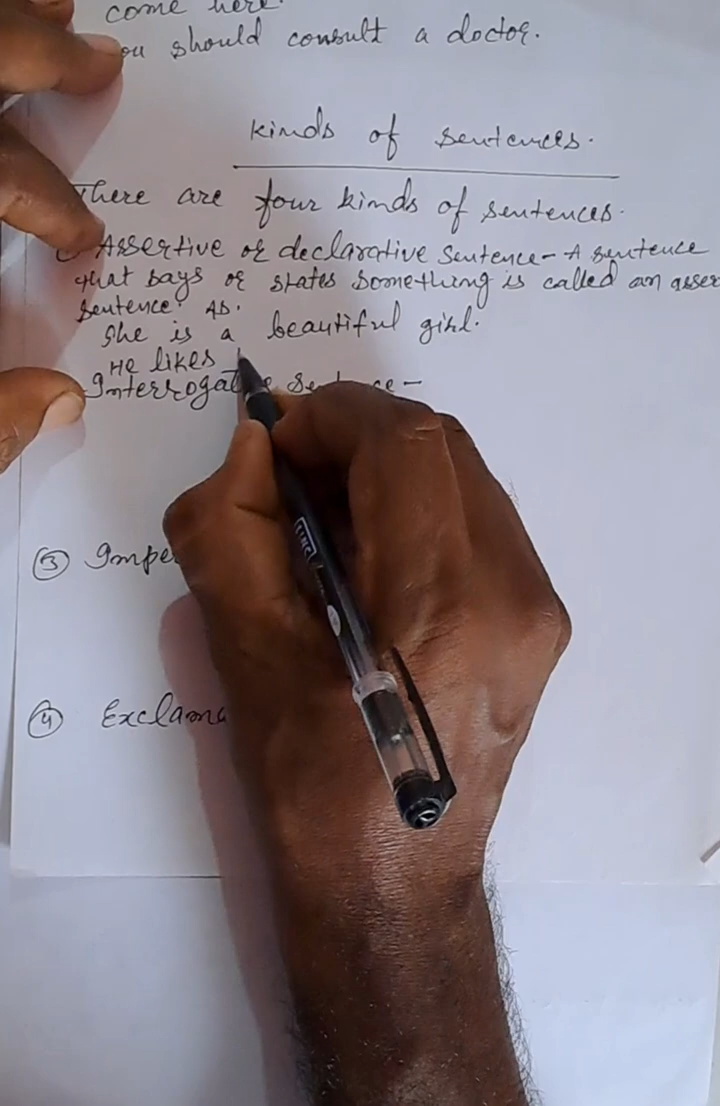 come here.
should consult a doctor.
kinds of sentences.
There are four kinds of sentences.
Assertive or declarative sentence- A sentence
that says or states something is called an asser
sentence. As.
She is a beautiful girl.
He likes
Interrogative Sentence-
③ Impe
④ Exclama